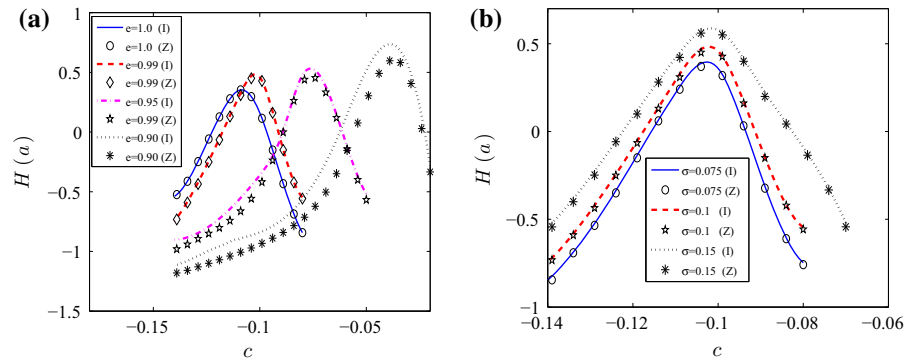 (a)
H (a)
1
0.5
0
−0.5
−1
−1.5
e=1.0 (I)
e=1.0 (Z)
e=0.99 (I)
e=0.99 (Z)
e=0.95 (I)
e=0.99 (Z)
e=0.90 (I)
e=0.90 (Z)
−0.15
−0.1
−0.05
c
(b)
H (a)
0.5
0
−0.5
−1
σ=0.075 (I)
σ=0.075 (Z)
σ=0.1 (I)
σ=0.1 (Z)
σ=0.15 (I)
σ=0.15 (Z)
−0.14
−0.12
−0.1
−0.08
−0.06
c